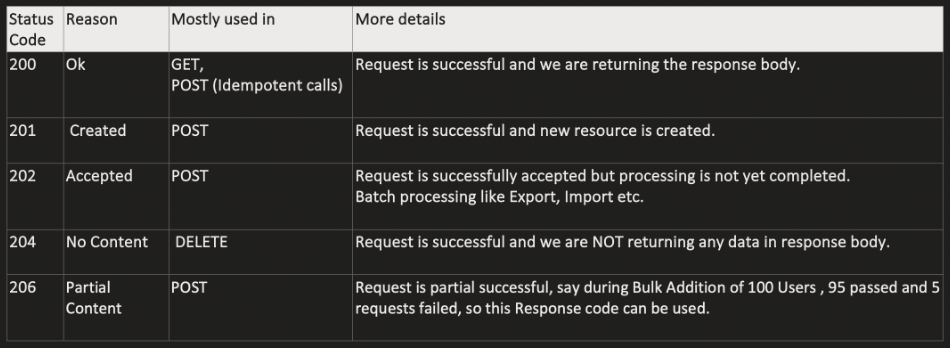 Status Code Reason Mostly used in More details
200 Ok GET, Request is successful and we are returning the response body.
POST (Idempotent calls)
201 Created POST Request is successful and new resource is created.
202 Accepted POST Request is successfully accepted but processing is not yet completed.
Batch processing like Export, Import etc.
204 No Content DELETE Request is successful and we are NOT returning any data in response body.
206 Partial Content POST Request is partial successful, say during Bulk Addition of 100 Users , 95 passed and 5
requests failed, so this Response code can be used.